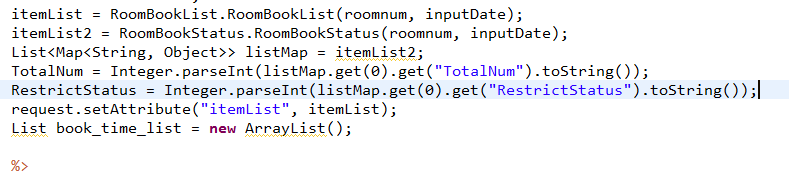 itemList = RoomBookList.RoomBookList(roomnum, inputDate);
itemList2 = RoomBookStatus.RoomBookStatus(roomnum, inputDate);
List<Map<String, Object>> listMap = itemList2;
TotalNum = Integer.parseInt(listMap.get(0).get("TotalNum").toString());
RestrictStatus = Integer.parseInt(listMap.get(0).get("RestrictStatus").toString());
request.setAttribute("itemList", itemList);
List book_time_list = new ArrayList();
%>